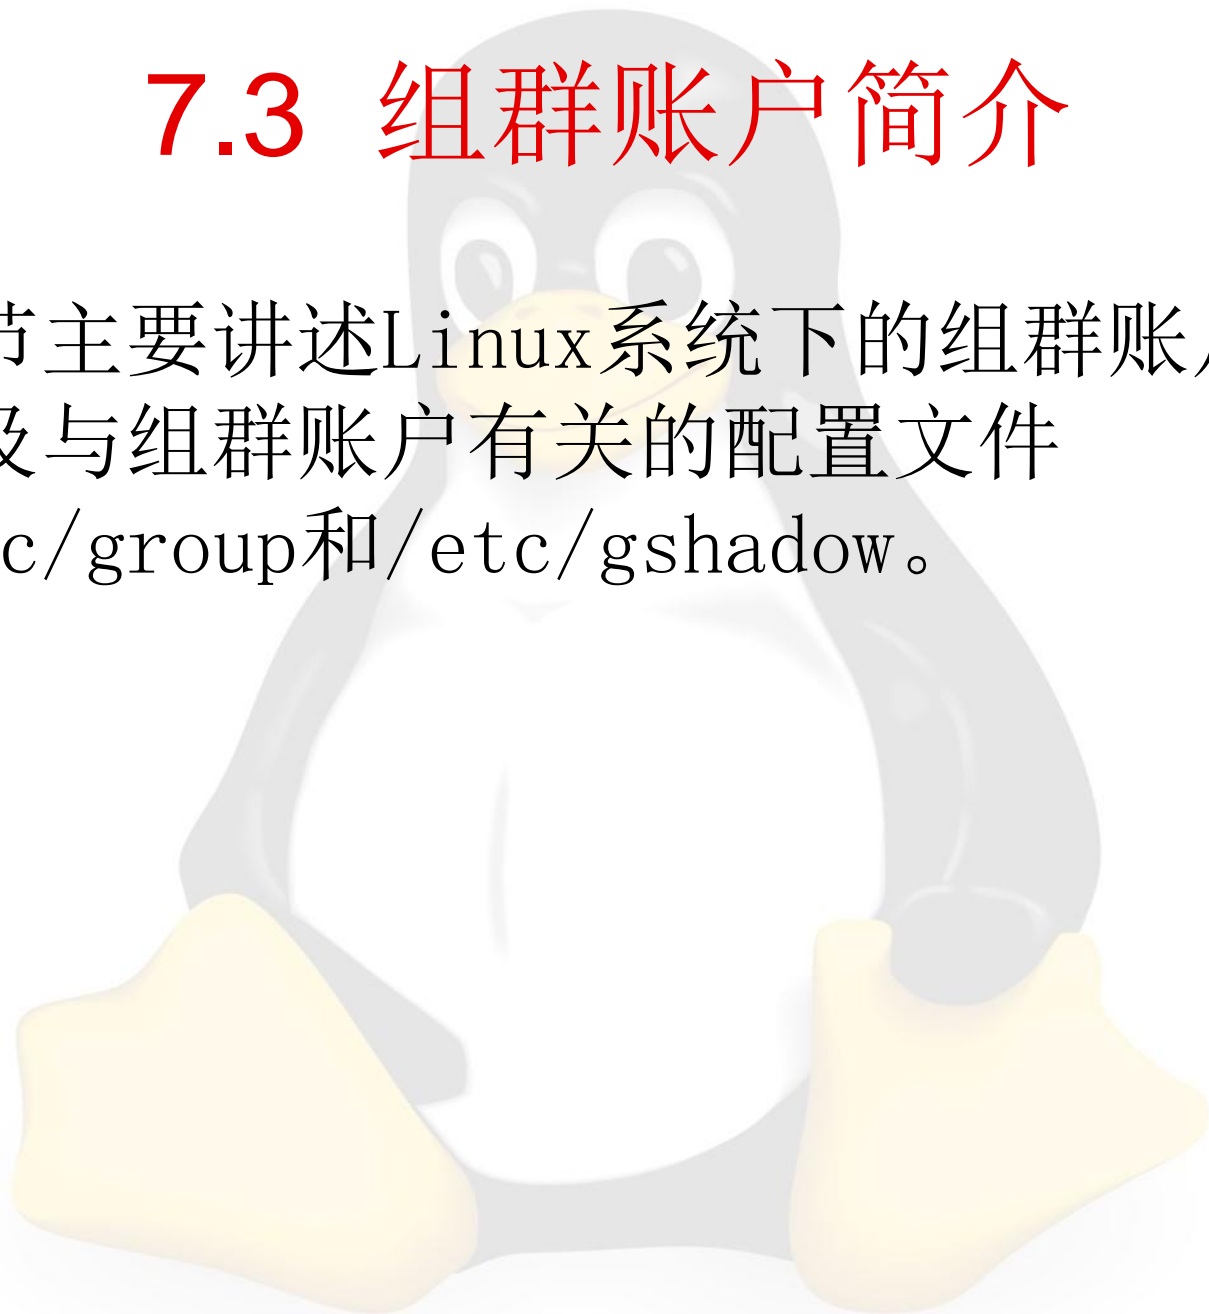 7.3 组群账户简介
节主要讲述Linux系统下的组群账
及与组群账户有关的配置文件
c/group和/etc/gshadow。